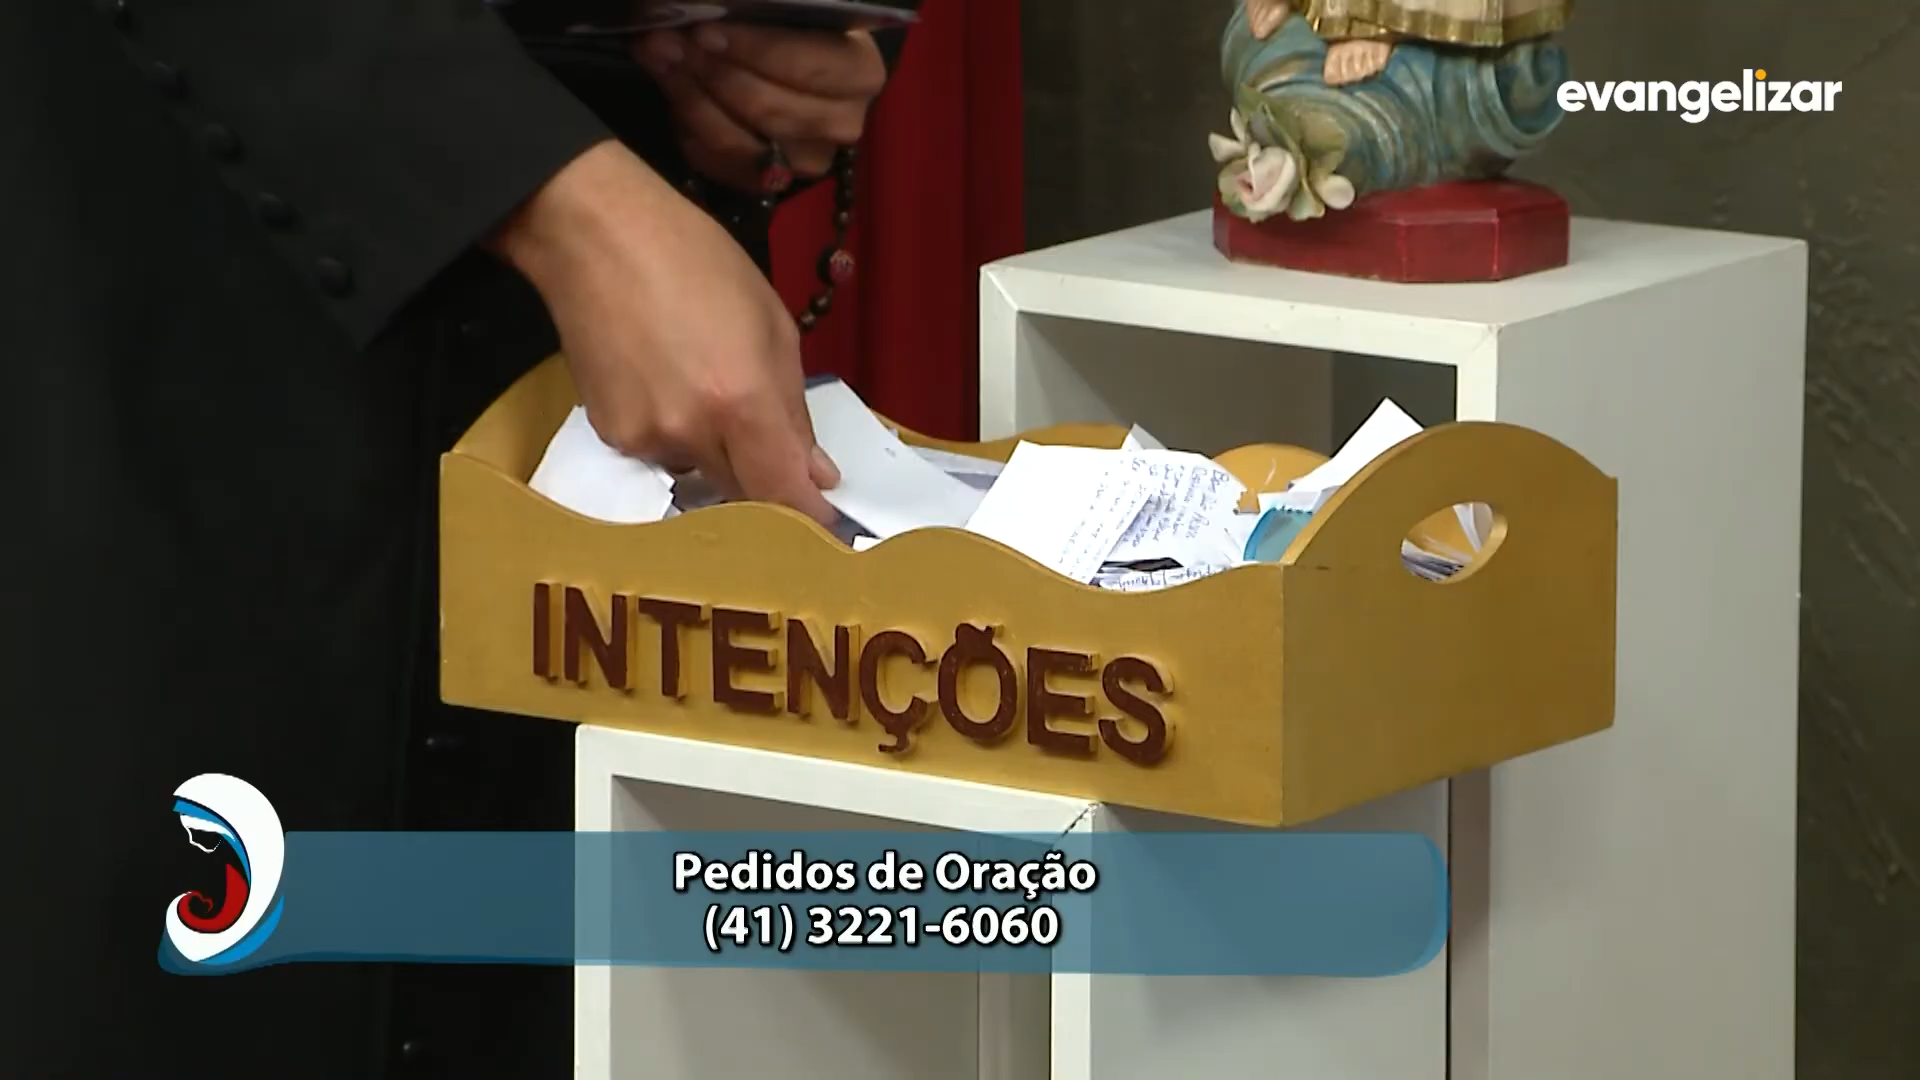 evangelizar
INTENÇÕES
Pedidos de Oração
(41) 3221-6060